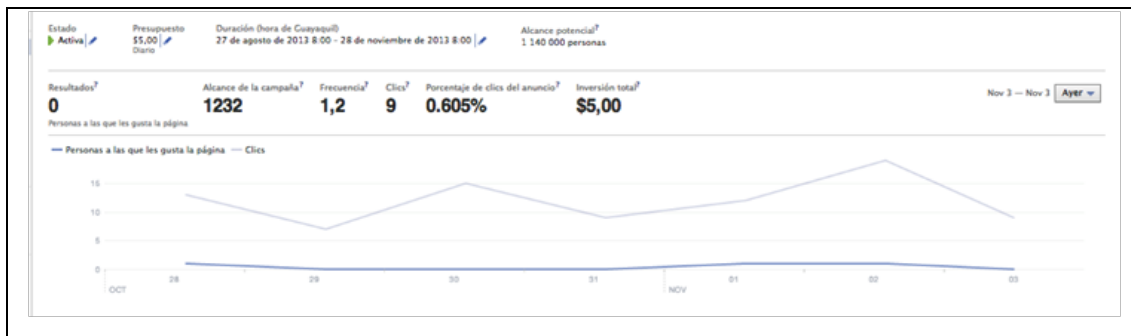 Estado Presupuesto Duración (hora de Guayaquil) Alcance potencial?
Activa $5,00 27 de agosto de 2013 8:00 - 28 de noviembre de 2013 8:00 1 140 000 personas
Diario
Resultados? Alcance de la campaña? Frecuencia? Clics? Porcentaje de clics del anuncio? Inversión total?
0 1232 1,2 9 0.605% $5,00 Nov 3 — Nov 3 Ayer
Personas a las que les gusta la página
Personas a las que les gusta la página Clics
15
10
5
0
28 29 30 31 01 02 03
OCT NOV